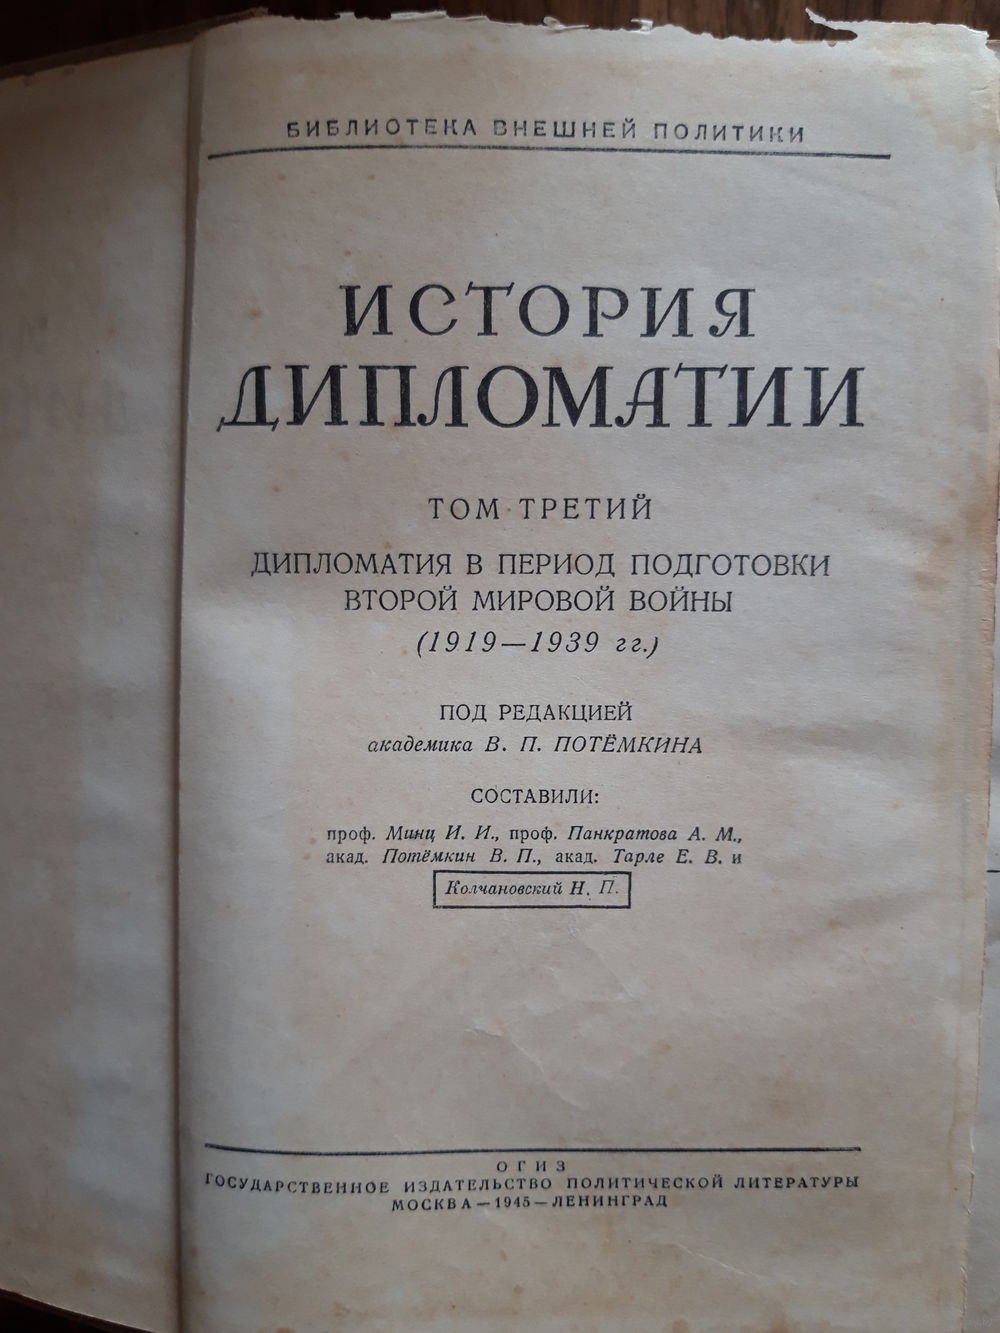 БИБЛИОТЕКА ВНЕШНЕЙ ПОЛИТИКИ
ИСТОРИЯ
ДИПЛОМАТИИ
ТОМ ТРЕТИЙ
ДИПЛОМАТИЯ В ПЕРИОД ПОДГОТОВКИ
ВТОРОЙ МИРОВОЙ ВОЙНЫ
(1919—1939 гг.)
ПОД РЕДАКЦИЕЙ
академика В. П. ПОТЁМКИНА
СОСТАВИЛИ:
проф. Минц И. И., проф. Панкратова А. М.,
акад. Потёмкин В. П., акад. Тарле Е. В. и
Колчановский Н. П.
ОГИЗ
ГОСУДАРСТВЕННОЕ ИЗДАТЕЛЬСТВО ПОЛИТИЧЕСКОЙ ЛИТЕРАТУРЫ
МОСКВА—1945—ЛЕНИНГРАД